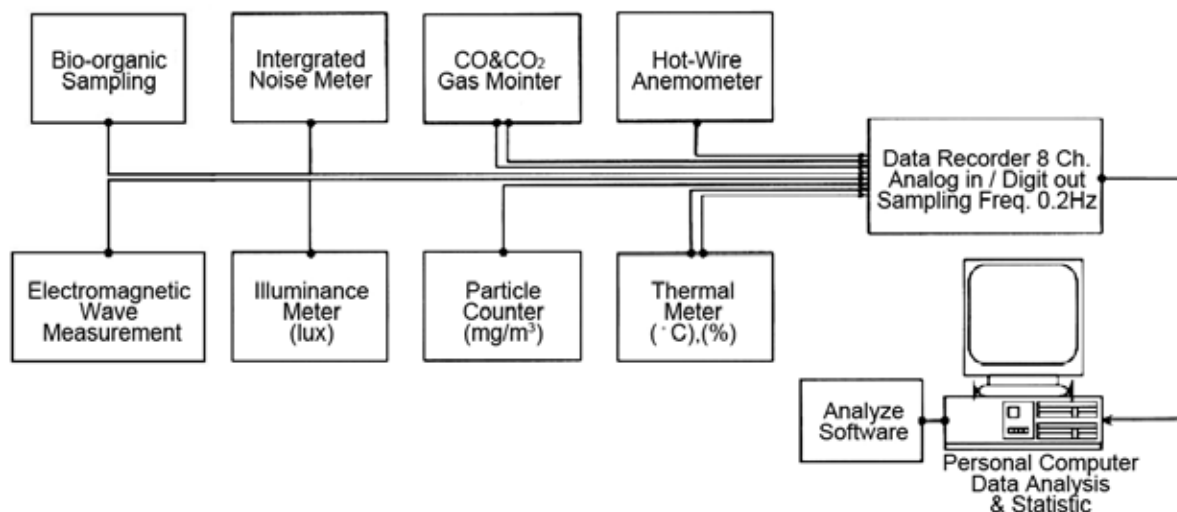 Bio-organic
Sampling
Intergrated
Noise Meter
CO&CO₂
Gas Mointer
Hot-Wire
Anemometer
Data Recorder 8 Ch.
Analog in / Digit out
Sampling Freq. 0.2Hz
Electromagnetic
Wave
Measurement
Illuminance
Meter
(lux)
Particle
Counter
(mg/m³)
Thermal
Meter
(°C),(%)
Analyze
Software
Personal Computer
Data Analysis
& Statistic